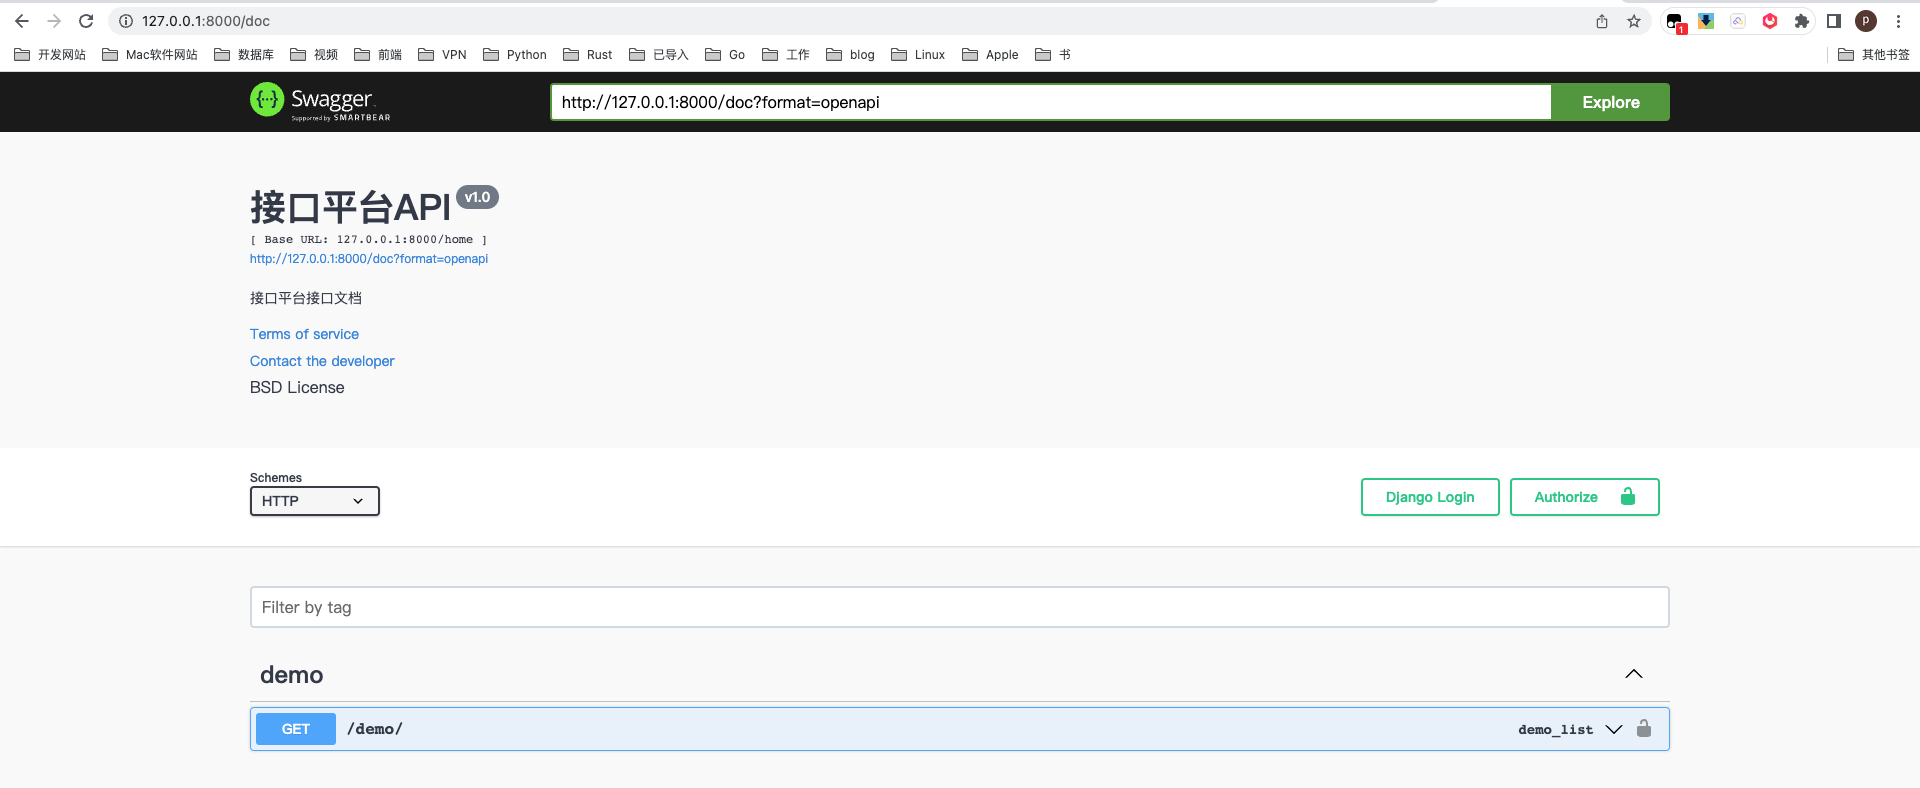 127.0.0.1:8000/doc
1
p
开发网站 Mac软件网站 数据库 视频 前端 VPN Python Rust 已导入 Go 工作 blog Linux Apple 书 其他书签
{··} Swagger
Supported by SMARTBEAR
http://127.0.0.1:8000/doc?format=openapi
Explore
接口平台API v1.0
[ Base URL: 127.0.0.1:8000/home ]
http://127.0.0.1:8000/doc?format=openapi
接口平台接口文档
Terms of service
Contact the developer
BSD License
Schemes
HTTP
Django Login
Authorize
Filter by tag
demo
GET /demo/ demo_list